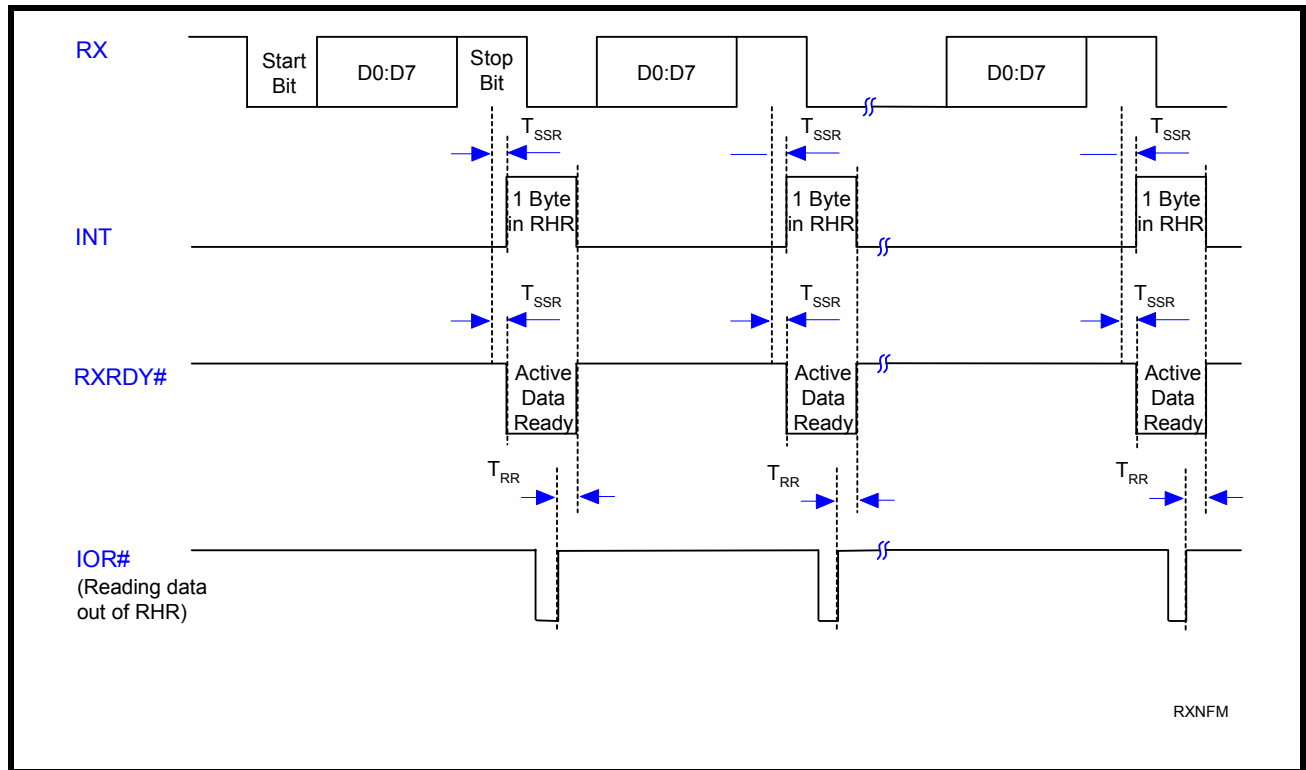 RX
Start
Bit
D0:D7
Stop
Bit
D0:D7
D0:D7
TSSR
TSSR
TSSR
INT
1 Byte
in RHR
1 Byte
in RHR
1 Byte
in RHR
TSSR
TSSR
TSSR
RXRDY#
Active
Data
Ready
Active
Data
Ready
Active
Data
Ready
TRR
TRR
TRR
IOR#
(Reading data
out of RHR)
RXNFM